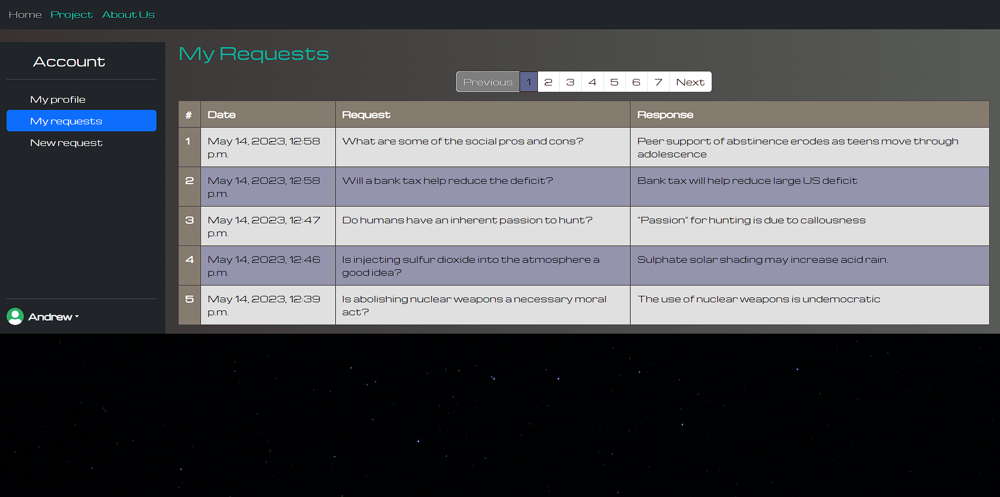 Home Project About Us
Account
My profile
My requests
New request
Andrew
My Requests
Previous 1 2 3 4 5 6 7 Next
# Date Request Response
1 May 14, 2023, 12:58 What are some of the social pros and cons? Peer support of abstinence erodes as teens move through
p.m. adolescence
2 May 14, 2023, 12:58 Will a bank tax help reduce the deficit? Bank tax will help reduce large US deficit
p.m.
3 May 14, 2023, 12:47 Do humans have an inherent passion to hunt? "Passion" for hunting is due to callousness
p.m.
4 May 14, 2023, 12:46 Is injecting sulfur dioxide into the atmosphere a Sulphate solar shading may increase acid rain.
p.m. good idea?
5 May 14, 2023, 12:39 Is abolishing nuclear weapons a necessary moral The use of nuclear weapons is undemocratic
p.m. act?